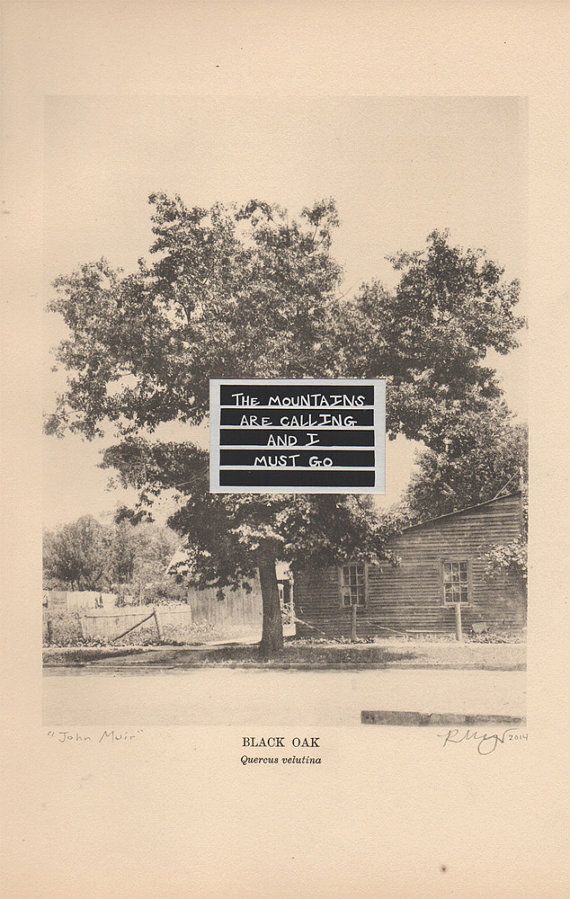 THE MOUNTAINS
ARE CALLING
AND I
MUST GO
"John Muir"
BLACK OAK
Quercus velutina
2014